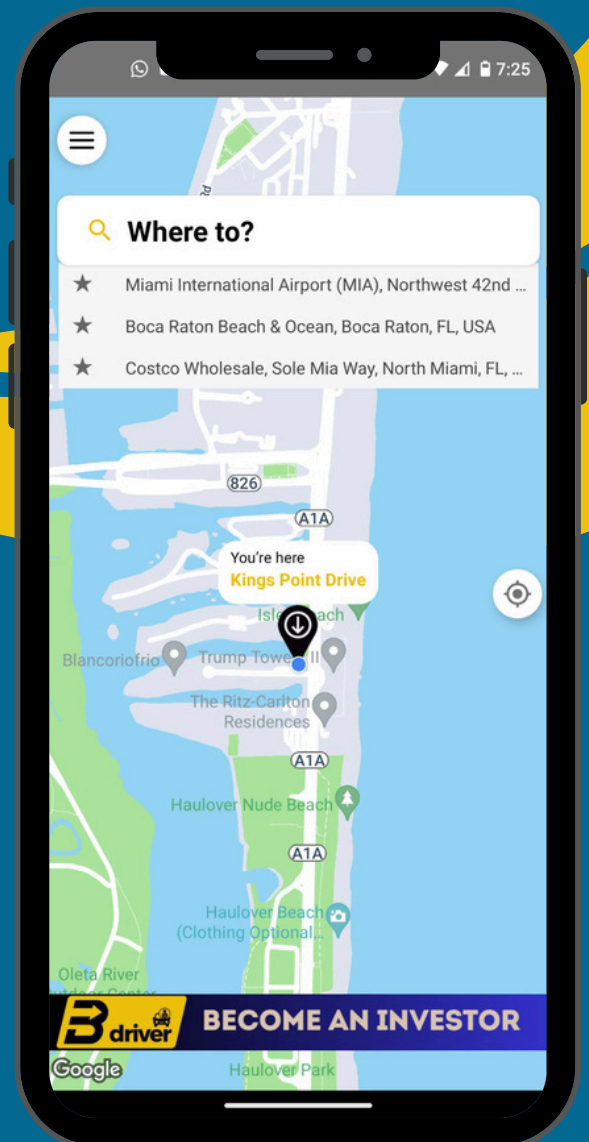 7:25
Where to?
Miami International Airport (MIA), Northwest 42nd ...
Boca Raton Beach & Ocean, Boca Raton, FL, USA
Costco Wholesale, Sole Mia Way, North Miami, FL, ...
826
A1A
You're here
Kings Point Drive
Blancoriofrio
Trump Tower II
The Ritz-Carlton
Residences
A1A
Haulover Nude Beach
A1A
Haulover Beach
(Clothing Optional...
Oleta River
B driver
BECOME AN INVESTOR
Google
Haulover Park